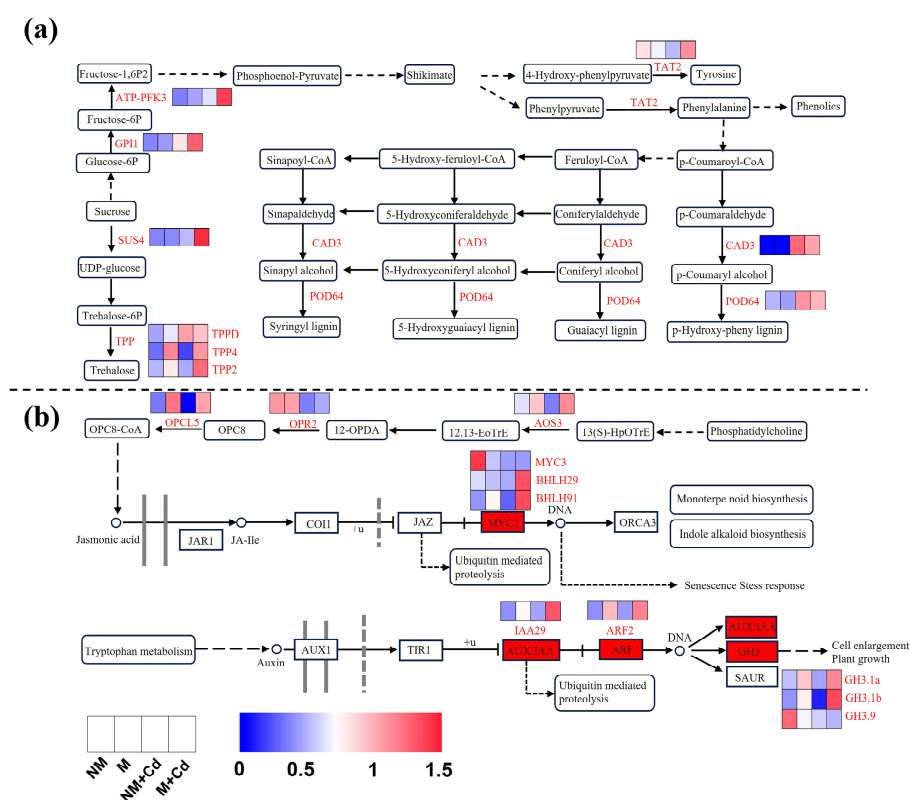 (a)
Fructose-1,6P2
Phosphoenol-Pyruvate
Shikimate
4-Hydroxy-phenylpyruvate
TAT2
Tyrosine
ATP-PFK3
Phenylpyruvate
TAT2
Phenylalanine
Phenolics
Fructose-6P
GPI1
Glucose-6P
Sinapoyl-CoA
5-Hydroxy-feruloyl-CoA
Feruloyl-CoA
p-Coumaroyl-CoA
Sucrose
Sinapaldehyde
5-Hydroxyconiferaldehyde
Coniferylaldehyde
p-Coumaraldehyde
SUS4
CAD3
CAD3
CAD3
CAD3
UDP-glucose
Sinapyl alcohol
5-Hydroxyconiferyl alcohol
Coniferyl alcohol
p-Coumaryl alcohol
POD64
POD64
POD64
POD64
Trehalose-6P
Syringyl lignin
5-Hydroxyguaiacyl lignin
Guaiacyl lignin
p-Hydroxy-pheny lignin
TPP
TPPD
TPP4
TPP2
Trehalose
(b)
OPC8-CoA
OPCL5
OPC8
OPR2
12-OPDA
12.13-EoTrE
AOS3
13(S)-HpOTrE
Phosphatidylcholine
MYC3
BHLH29
BHLH91
Jasmonic acid
JAR1
JA-Ile
COI1
+u
JAZ
MYC2
DNA
ORCA3
Monoterpe noid biosynthesis
Indole alkaloid biosynthesis
Ubiquitin mediated
proteolysis
Senescence Stess response
IAA29
ARF2
Tryptophan metabolism
Auxin
AUX1
TIR1
+u
AUX/IAA
ARF
DNA
AUX/IAA
GH3
SAUR
Cell enlargement
Plant growth
Ubiquitin mediated
proteolysis
GH3.1a
GH3.1b
GH3.9
NM
M
NM+Cd
M+Cd
0
0.5
1
1.5